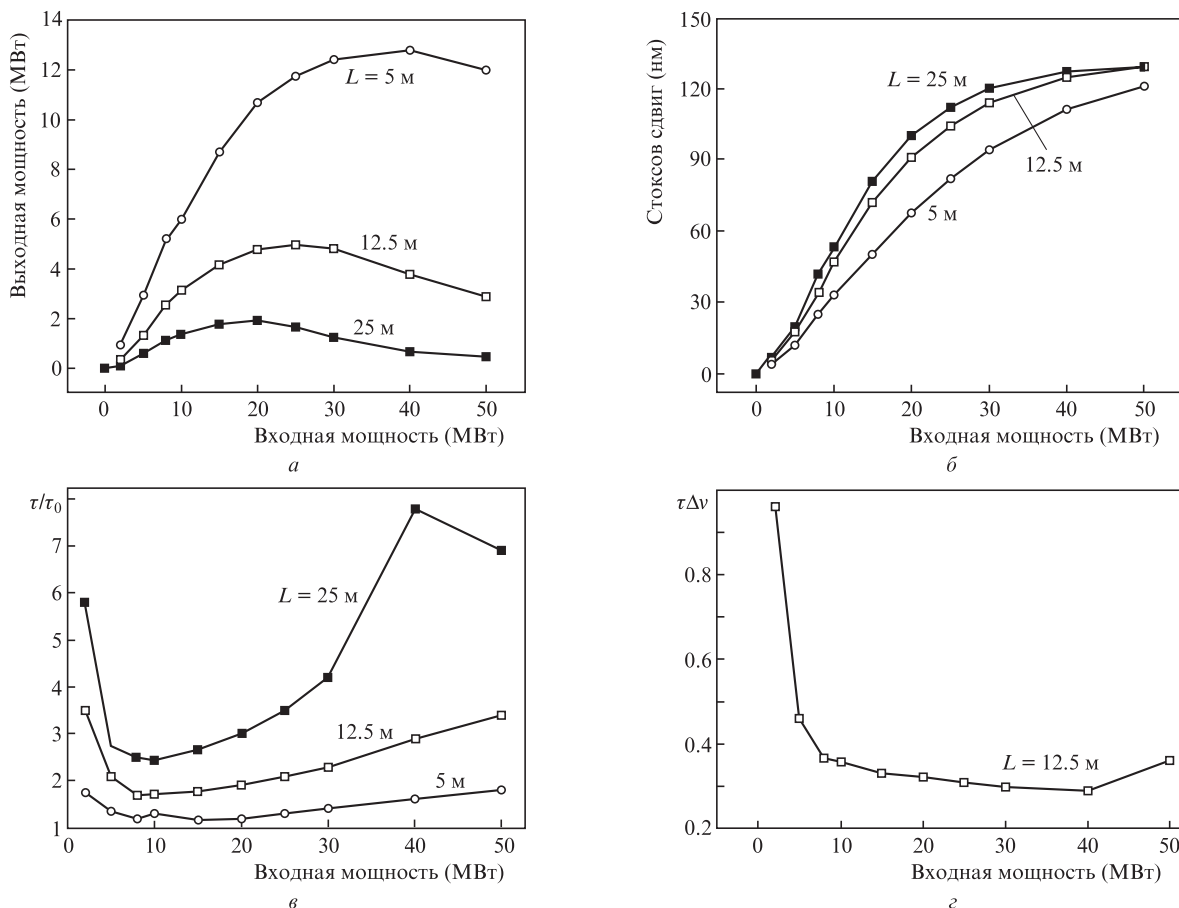 14
12
10
8
6
4
2
0
Выходная мощность (МВт)
L = 5 м
12.5 м
25 м
0 10 20 30 40 50
Входная мощность (МВт)
а
120
90
60
30
0
Стоксов сдвиг (нм)
L = 25 м
12.5 м
5 м
0 10 20 30 40 50
Входная мощность (МВт)
б
τ/τ0
7
6
5
4
3
2
1
L = 25 м
12.5 м
5 м
0 10 20 30 40 50
Входная мощность (МВт)
в
τΔν
0.8
0.6
0.4
0.2
L = 12.5 м
0 10 20 30 40 50
Входная мощность (МВт)
г